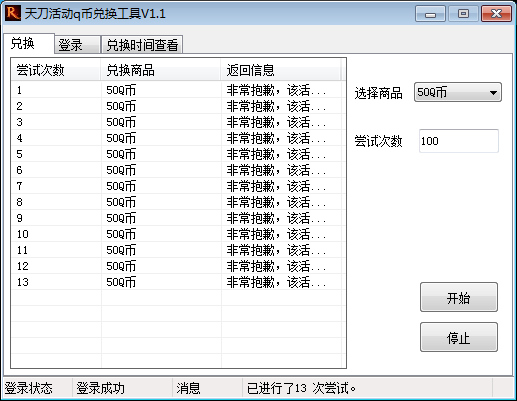 天刀活动q币兑换工具V1.1
兑换 登录 兑换时间查看
尝试次数 兑换商品 返回信息
1 50Q币 非常抱歉，该活...
2 50Q币 非常抱歉，该活...
3 50Q币 非常抱歉，该活...
4 50Q币 非常抱歉，该活...
5 50Q币 非常抱歉，该活...
6 50Q币 非常抱歉，该活...
7 50Q币 非常抱歉，该活...
8 50Q币 非常抱歉，该活...
9 50Q币 非常抱歉，该活...
10 50Q币 非常抱歉，该活...
11 50Q币 非常抱歉，该活...
12 50Q币 非常抱歉，该活...
13 50Q币 非常抱歉，该活...
选择商品 50Q币
尝试次数 100
开始
停止
登录状态 登录成功 消息 已进行了13 次尝试。